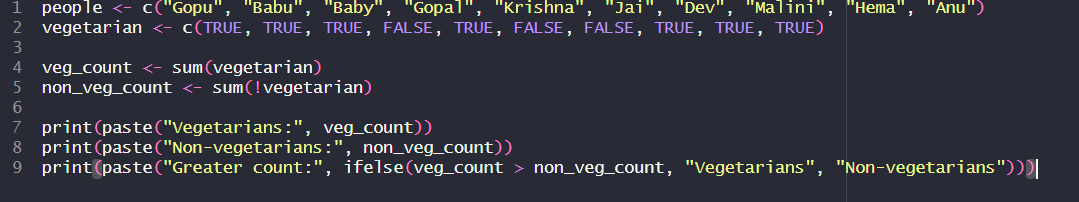 1 people <- c("Gopu", "Babu", "Baby", "Gopal", "Krishna", "Jai", "Dev", "Malini", "Hema", "Anu")
2 vegetarian <- c(TRUE, TRUE, TRUE, FALSE, TRUE, FALSE, FALSE, TRUE, TRUE, TRUE)
3
4 veg_count <- sum(vegetarian)
5 non_veg_count <- sum(!vegetarian)
6
7 print(paste("Vegetarians:", veg_count))
8 print(paste("Non-vegetarians:", non_veg_count))
9 print(paste("Greater count:", ifelse(veg_count > non_veg_count, "Vegetarians", "Non-vegetarians")))